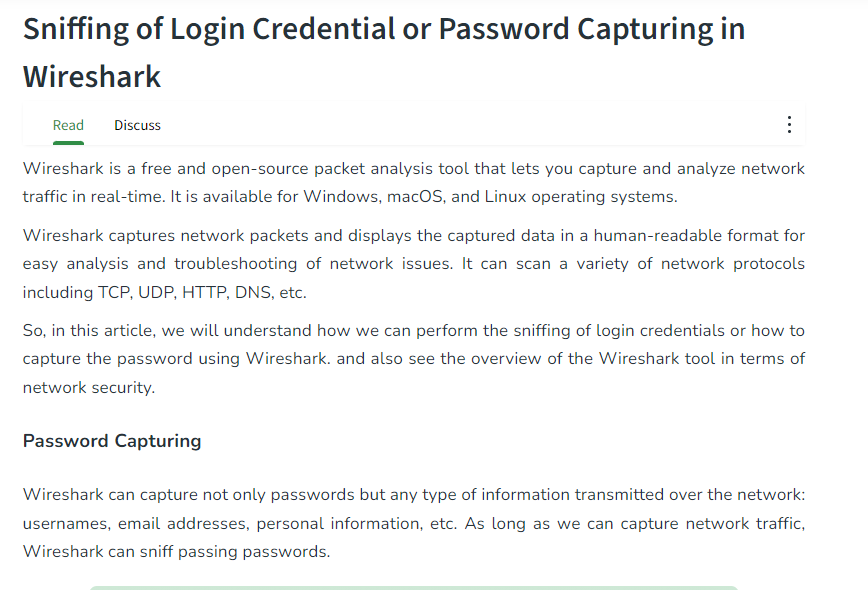 Sniffing of Login Credential or Password Capturing in
Wireshark
Read Discuss
Wireshark is a free and open-source packet analysis tool that lets you capture and analyze network
traffic in real-time. It is available for Windows, macOS, and Linux operating systems.
Wireshark captures network packets and displays the captured data in a human-readable format for
easy analysis and troubleshooting of network issues. It can scan a variety of network protocols
including TCP, UDP, HTTP, DNS, etc.
So, in this article, we will understand how we can perform the sniffing of login credentials or how to
capture the password using Wireshark. and also see the overview of the Wireshark tool in terms of
network security.
Password Capturing
Wireshark can capture not only passwords but any type of information transmitted over the network:
usernames, email addresses, personal information, etc. As long as we can capture network traffic,
Wireshark can sniff passing passwords.